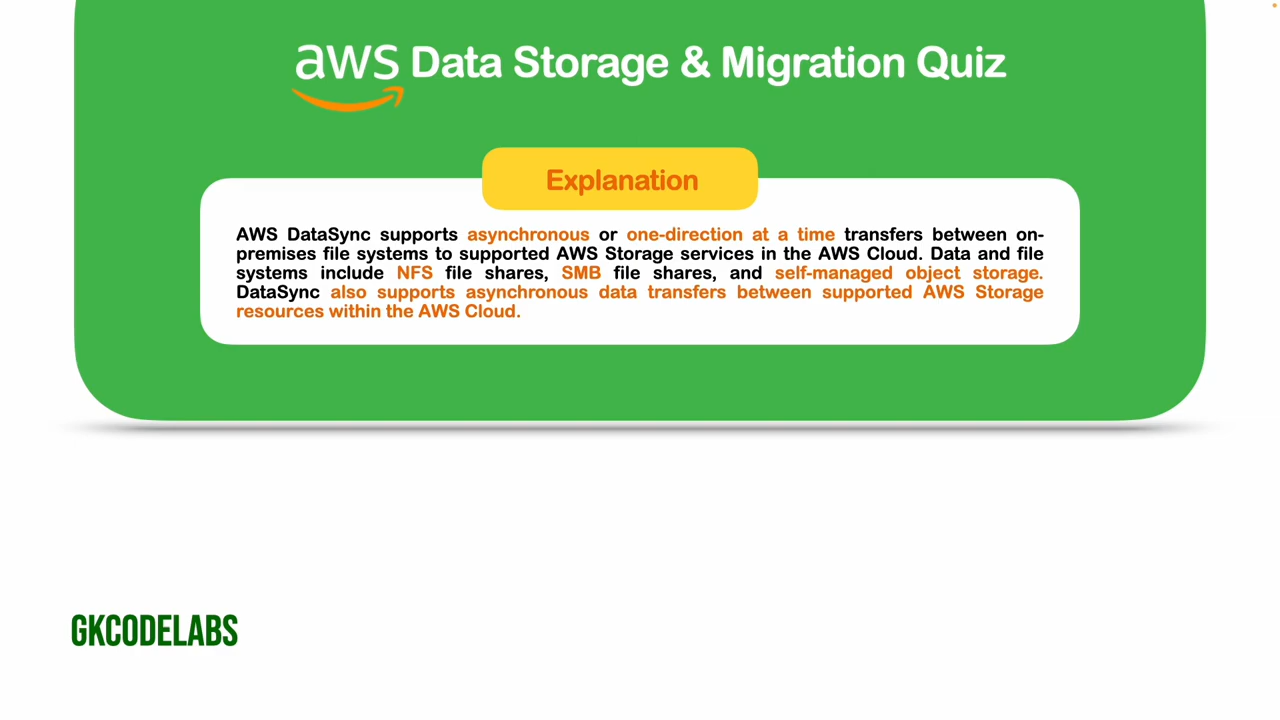 aws Data Storage & Migration Quiz
Explanation
AWS DataSync supports asynchronous or one-direction at a time transfers between on-
premises file systems to supported AWS Storage services in the AWS Cloud. Data and file
systems include NFS file shares, SMB file shares, and self-managed object storage.
DataSync also supports asynchronous data transfers between supported AWS Storage
resources within the AWS Cloud.
GKCODELABS